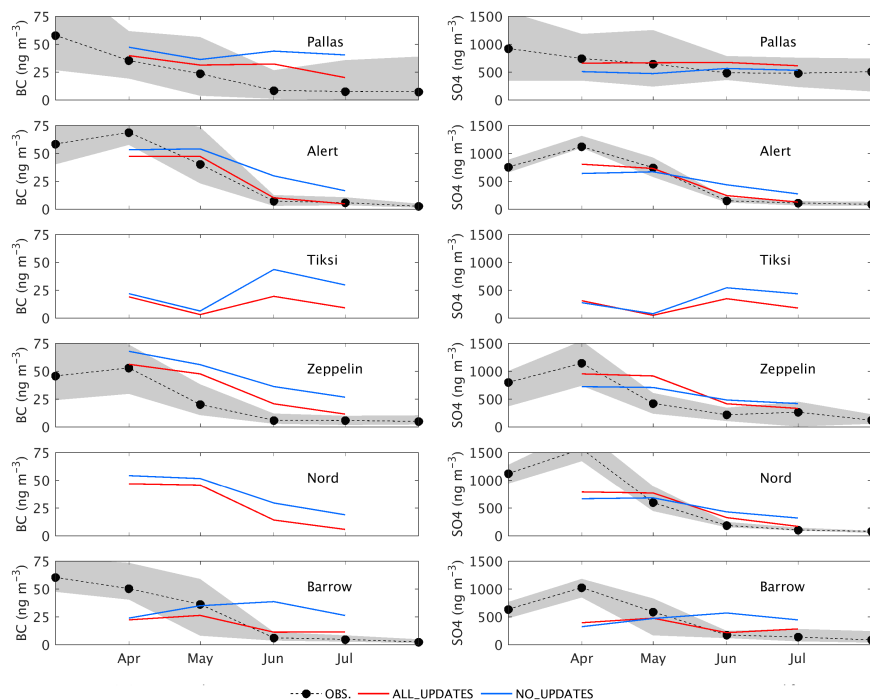 75
50
25
0
BC (ng m⁻³)
Pallas
1500
1000
500
0
SO4 (ng m⁻³)
Pallas
75
50
25
0
BC (ng m⁻³)
Alert
1500
1000
500
0
SO4 (ng m⁻³)
Alert
75
50
25
0
BC (ng m⁻³)
Tiksi
1500
1000
500
0
SO4 (ng m⁻³)
Tiksi
75
50
25
0
BC (ng m⁻³)
Zeppelin
1500
1000
500
0
SO4 (ng m⁻³)
Zeppelin
75
50
25
0
BC (ng m⁻³)
Nord
1500
1000
500
0
SO4 (ng m⁻³)
Nord
75
50
25
0
BC (ng m⁻³)
Barrow
Apr May Jun Jul
1500
1000
500
0
SO4 (ng m⁻³)
Barrow
Apr May Jun Jul
OBS. ALL_UPDATES NO_UPDATES